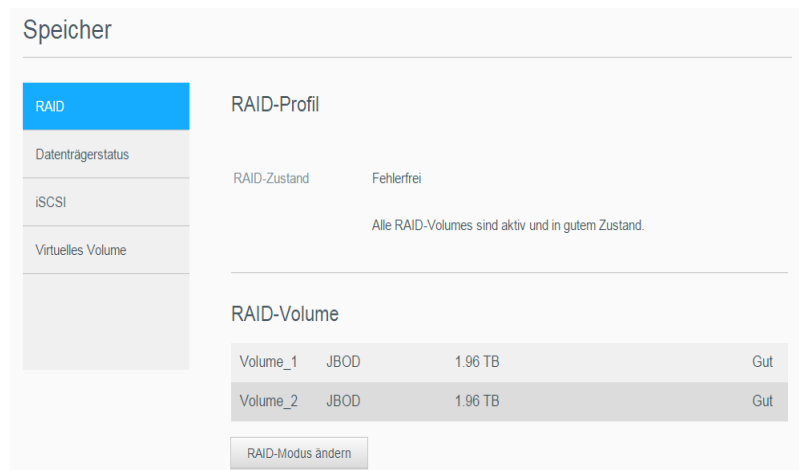 Speicher
RAID
Datenträgerstatus
iSCSI
Virtuelles Volume
RAID-Profil
RAID-Zustand Fehlerfrei
Alle RAID-Volumes sind aktiv und in gutem Zustand.
RAID-Volume
Volume_1 JBOD 1.96 TB Gut
Volume_2 JBOD 1.96 TB Gut
RAID-Modus ändern